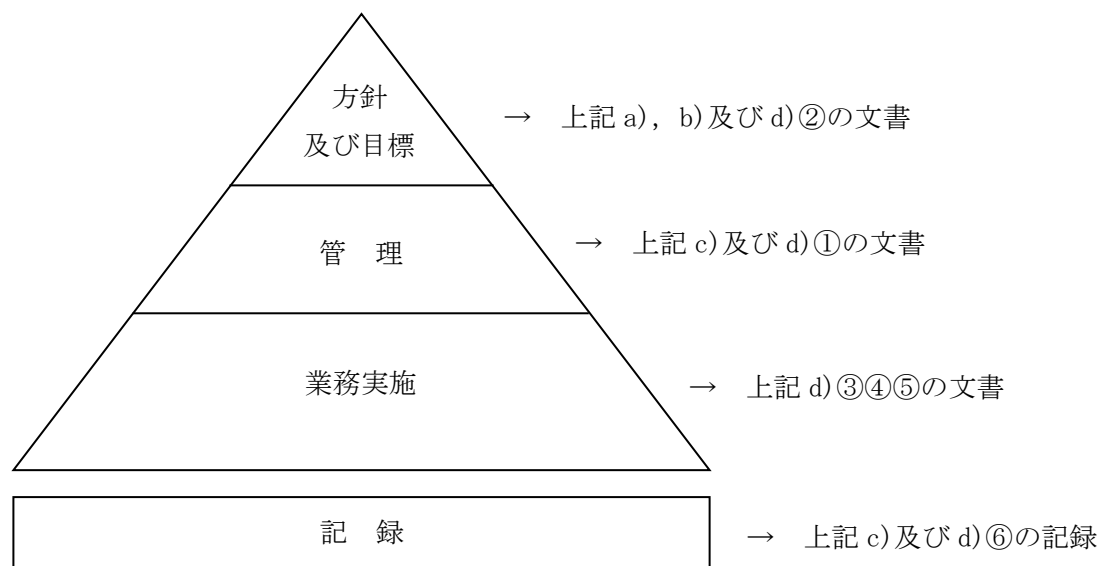 方針
及び目標
→ 上記 a), b)及び d)②の文書
管 理
→ 上記 c)及び d)①の文書
業務実施
→ 上記 d)③④⑤の文書
記 録
→ 上記 c)及び d)⑥の記録